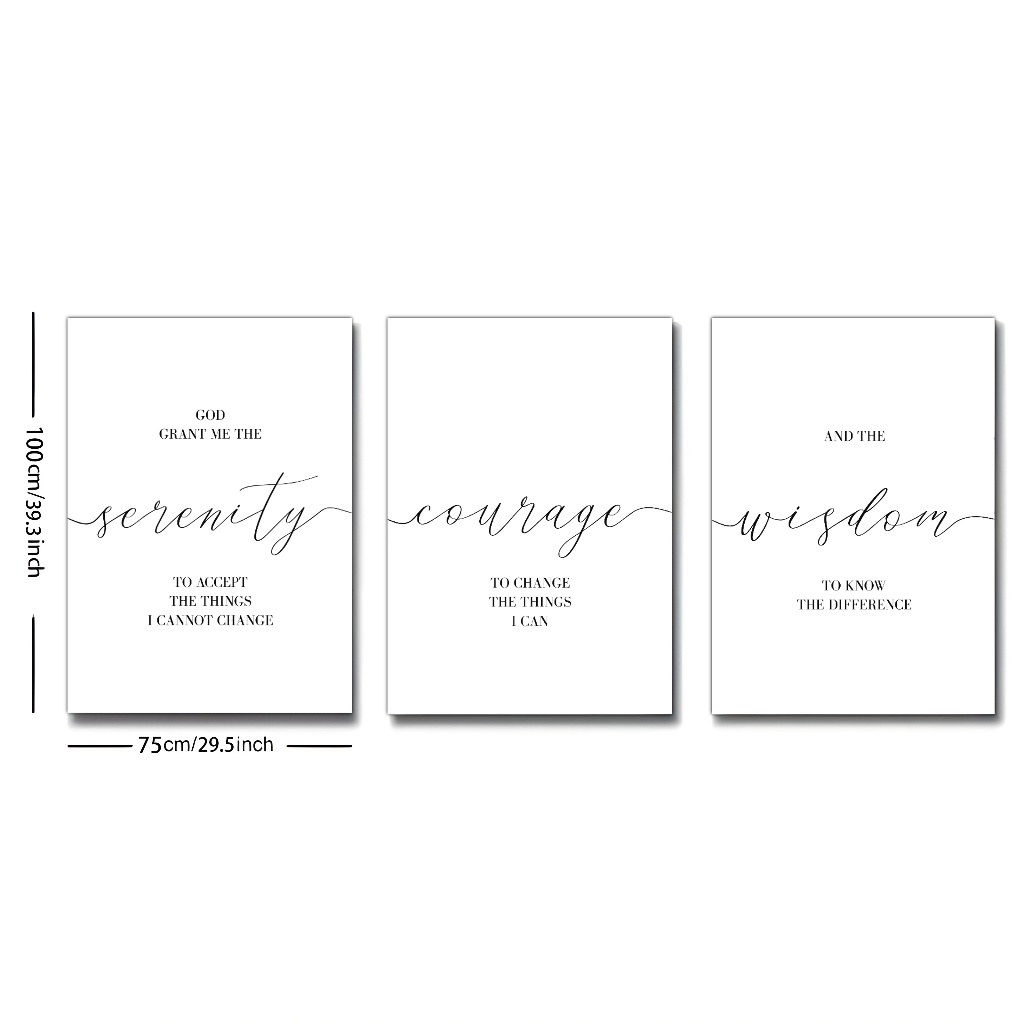 GOD
GRANT ME THE
serenity
TO ACCEPT
THE THINGS
I CANNOT CHANGE
courage
TO CHANGE
THE THINGS
I CAN
AND THE
wisdom
TO KNOW
THE DIFFERENCE
100cm/39.3inch
75cm/29.5inch